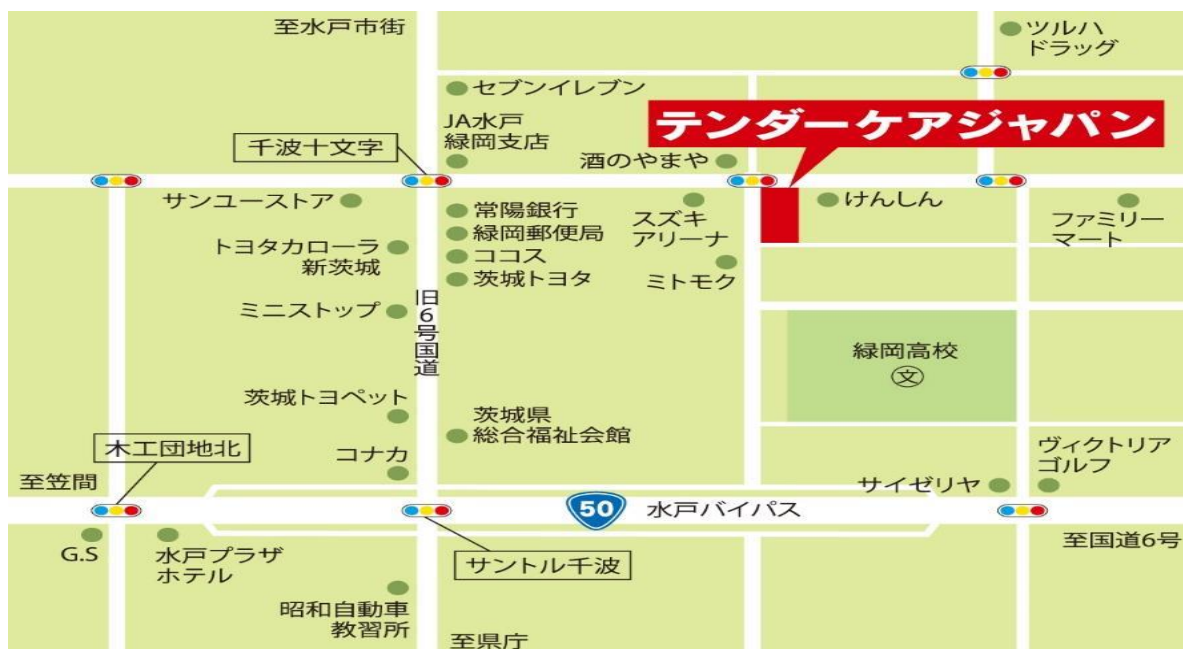 至水戸市街
ツルハ
ドラッグ
セブンイレブン
JA水戸
緑岡支店
千波十文字
酒のやまや
テンダーケアジャパン
サンユーストア
常陽銀行
緑岡郵便局
ココス
茨城トヨタ
スズキ
アリーナ
けんしん
ファミリー
マート
トヨタカローラ
新茨城
ミトモク
ミニストップ
旧6号国道
緑岡高校
文
茨城トヨペット
茨城県
総合福祉会館
木工団地北
コナカ
ヴィクトリア
ゴルフ
至笠間
サイゼリヤ
50
水戸バイパス
G.S
水戸プラザ
ホテル
サントル千波
至国道6号
昭和自動車
教習所
至県庁